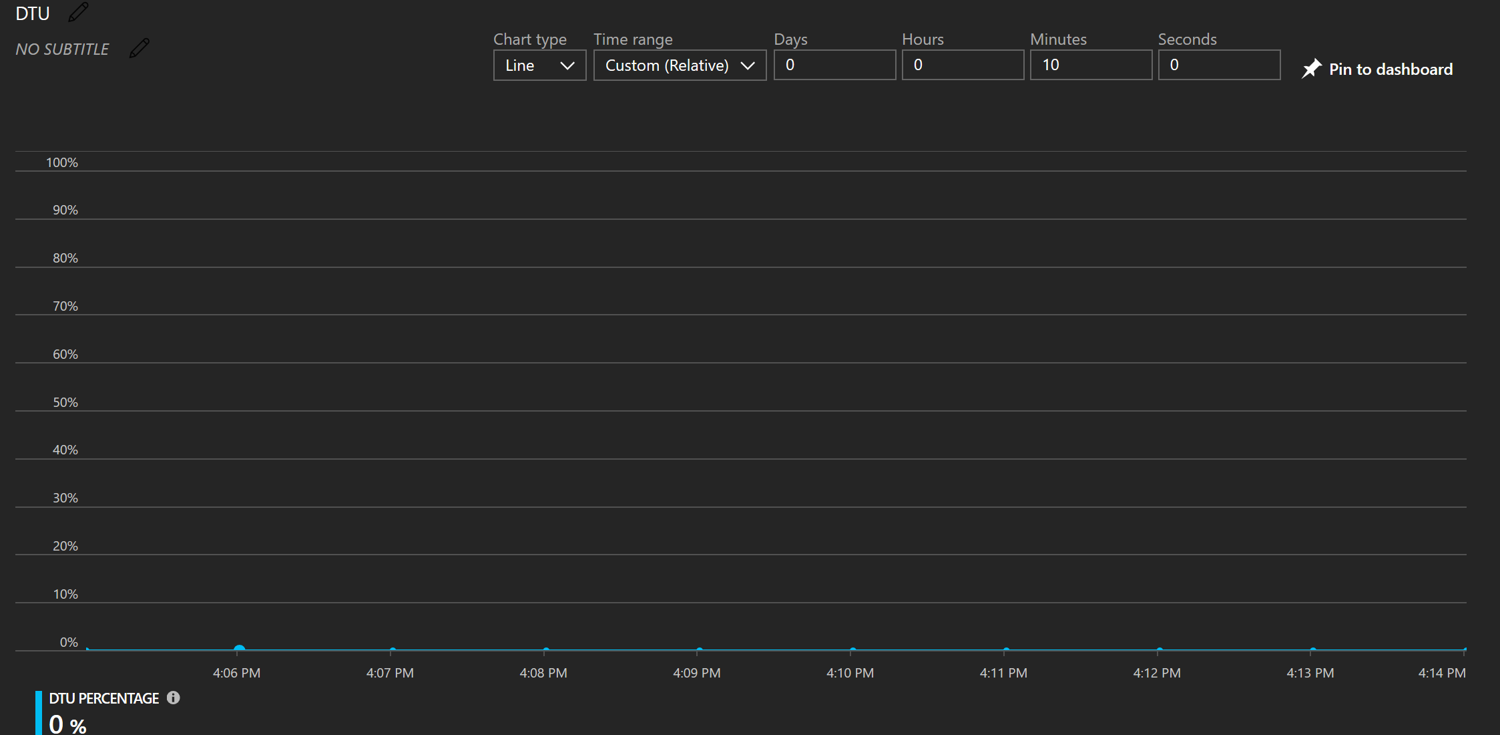 DTU
NO SUBTITLE
Chart type
Time range
Days
Hours
Minutes
Seconds
Line
Custom (Relative)
0
0
10
0
Pin to dashboard
100%
90%
80%
70%
60%
50%
40%
30%
20%
10%
0%
4:06 PM
4:07 PM
4:08 PM
4:09 PM
4:10 PM
4:11 PM
4:12 PM
4:13 PM
4:14 PM
DTU PERCENTAGE
0 %